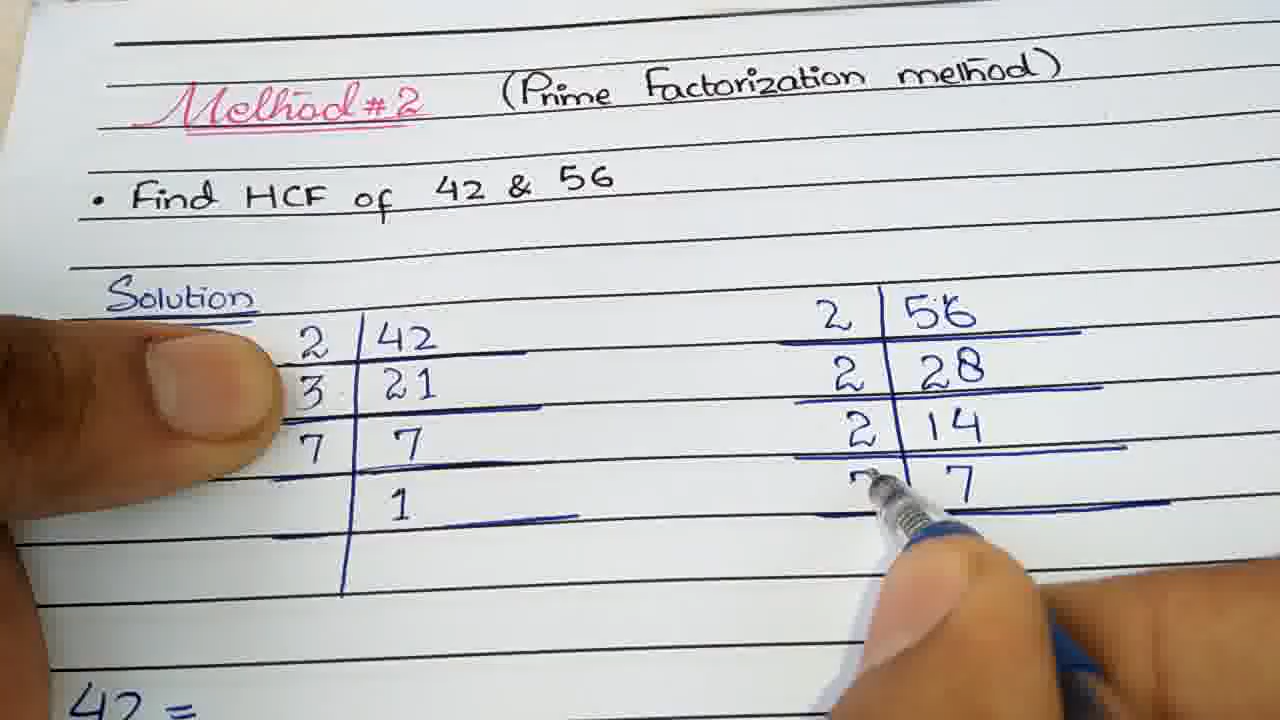 Method #2 (Prime Factorization method)
• Find HCF of 42 & 56
Solution
2 | 42
3 | 21
7 | 7
1
2 | 56
2 | 28
2 | 14
7 | 7
42 =